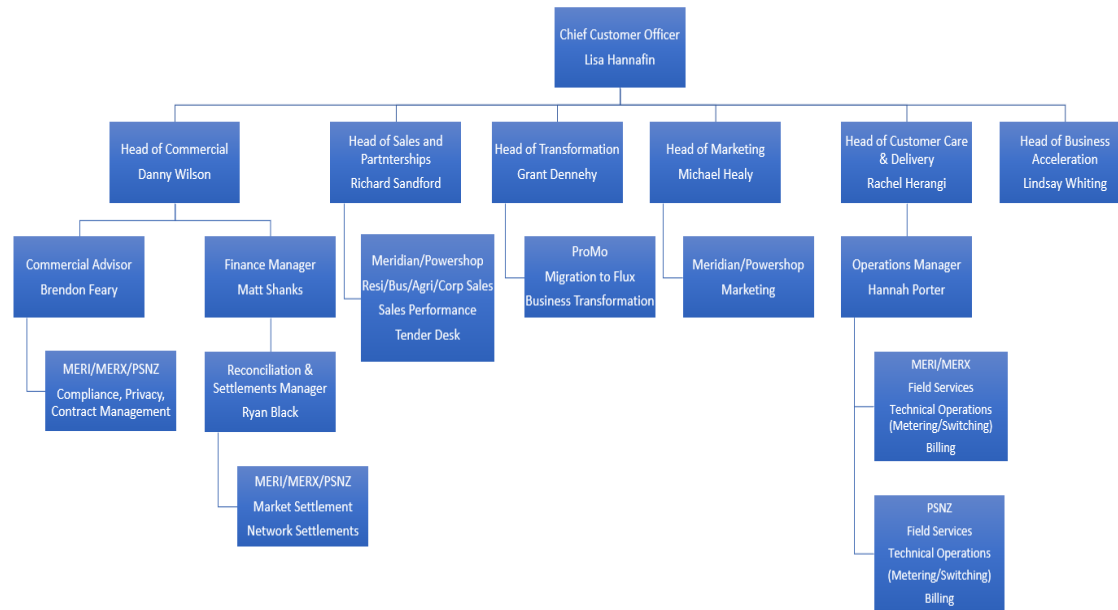 Chief Customer Officer
Lisa Hannafin
Head of Commercial
Danny Wilson
Head of Sales and
Partnterships
Richard Sandford
Head of Transformation
Grant Dennehy
Head of Marketing
Michael Healy
Head of Customer Care
& Delivery
Rachel Herangi
Head of Business
Acceleration
Lindsay Whiting
Commercial Advisor
Brendon Feary
Finance Manager
Matt Shanks
Meridian/Powershop
Resi/Bus/Agri/Corp Sales
Sales Performance
Tender Desk
ProMo
Migration to Flux
Business Transformation
Meridian/Powershop
Marketing
Operations Manager
Hannah Porter
MERI/MERX/PSNZ
Compliance, Privacy,
Contract Management
Reconciliation &
Settlements Manager
Ryan Black
MERI/MERX
Field Services
Technical Operations
(Metering/Switching)
Billing
MERI/MERX/PSNZ
Market Settlement
Network Settlements
PSNZ
Field Services
Technical Operations
(Metering/Switching)
Billing